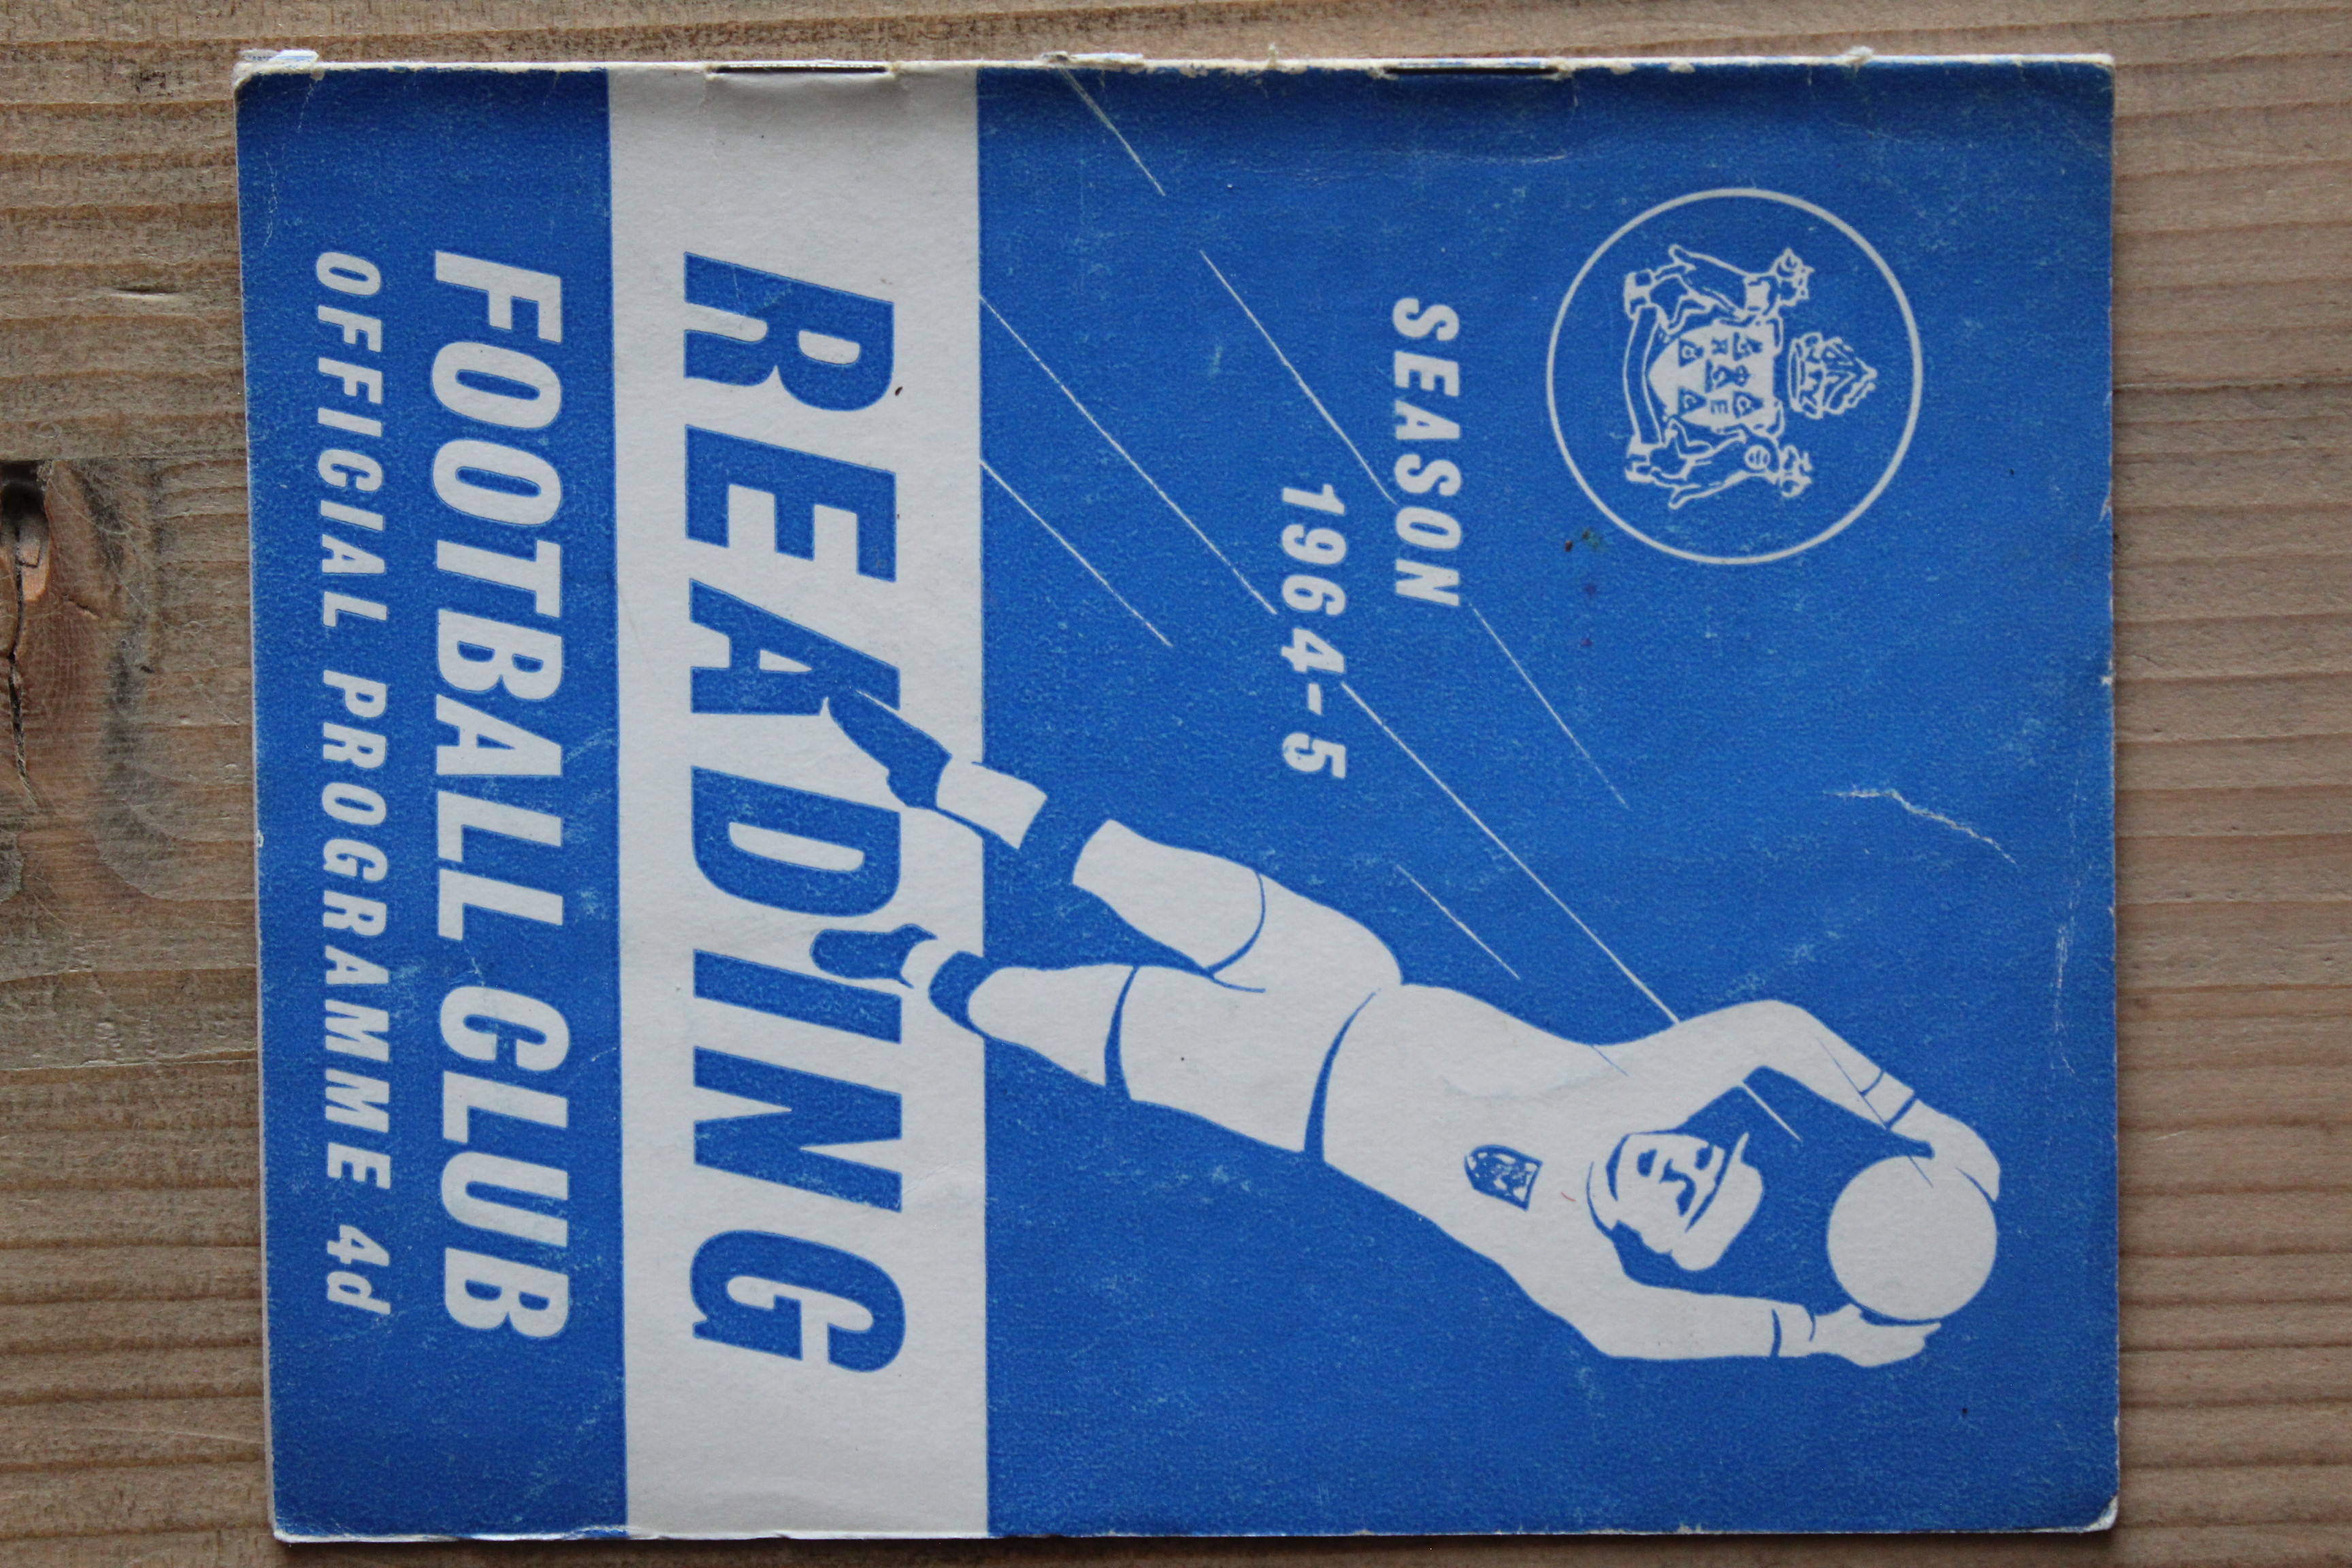 SEASON
1964-5
READING
FOOTBALL CLUB
OFFICIAL PROGRAMME 4d